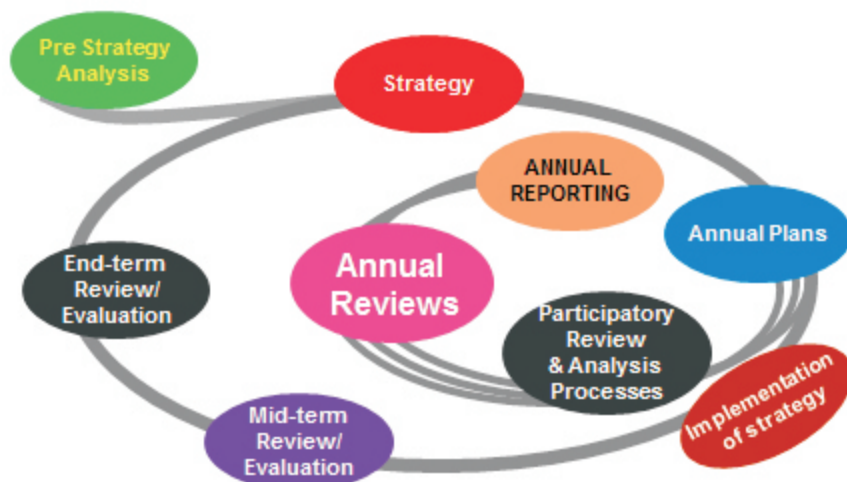 Pre Strategy
Analysis
Strategy
ANNUAL
REPORTING
Annual Plans
Annual
Reviews
End-term
Review/
Evaluation
Participatory
Review
& Analysis
Processes
Implementation
of strategy
Mid-term
Review/
Evaluation